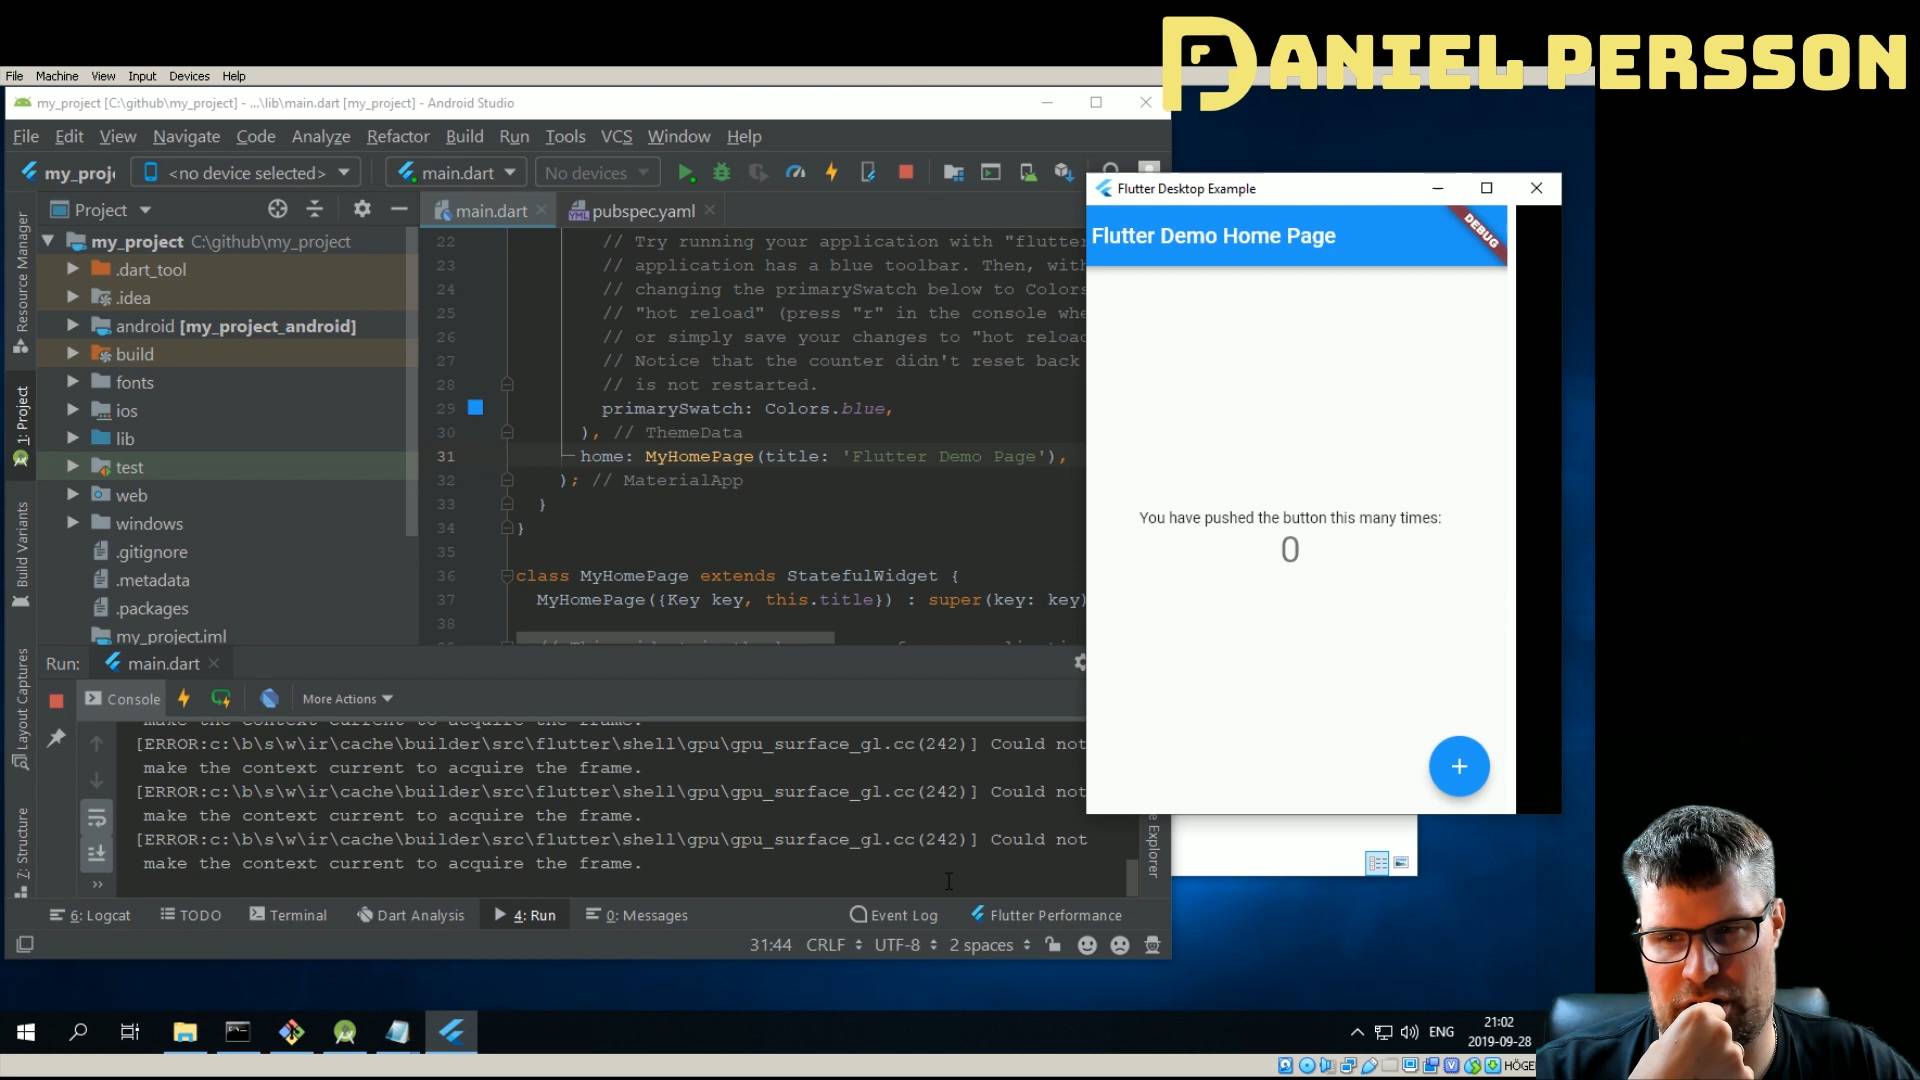 DANIEL PERSSON
File Machine View Input Devices Help
my_project [C:\github\my_project] - ...\lib\main.dart [my_project] - Android Studio
File Edit View Navigate Code Analyze Refactor Build Run Tools VCS Window Help
my_proj <no device selected> main.dart No devices
Project
main.dart
pubspec.yaml
Resource Manager
1: Project
Build Variants
Layout Captures
7: Structure
my_project C:\github\my_project
.dart_tool
.idea
android [my_project_android]
build
fonts
ios
lib
test
web
windows
.gitignore
.metadata
.packages
my_project.iml
22 // Try running your application with "flutter
23 // application has a blue toolbar. Then, with
24 // changing the primarySwatch below to Colors
25 // "hot reload" (press "r" in the console whe
26 // or simply save your changes to "hot reload
27 // Notice that the counter didn't reset back
28 // is not restarted.
29 primarySwatch: Colors.blue,
30 ), // ThemeData
31 home: MyHomePage(title: 'Flutter Demo Page'),
32 ); // MaterialApp
33 }
34 }
35
36 class MyHomePage extends StatefulWidget {
37 MyHomePage({Key key, this.title}) : super(key: key)
38
Flutter Desktop Example
Flutter Demo Home Page
DEBUG
You have pushed the button this many times:
0
+
Run: main.dart
Console More Actions
make the context current to acquire the frame.
[ERROR:c:\b\s\w\ir\cache\builder\src\flutter\shell\gpu\gpu_surface_gl.cc(242)] Could not
make the context current to acquire the frame.
[ERROR:c:\b\s\w\ir\cache\builder\src\flutter\shell\gpu\gpu_surface_gl.cc(242)] Could not
make the context current to acquire the frame.
[ERROR:c:\b\s\w\ir\cache\builder\src\flutter\shell\gpu\gpu_surface_gl.cc(242)] Could not
make the context current to acquire the frame.
e Explorer
6: Logcat TODO Terminal Dart Analysis 4: Run 0: Messages Event Log Flutter Performance
31:44 CRLF UTF-8 2 spaces
ENG
21:02
2019-09-28